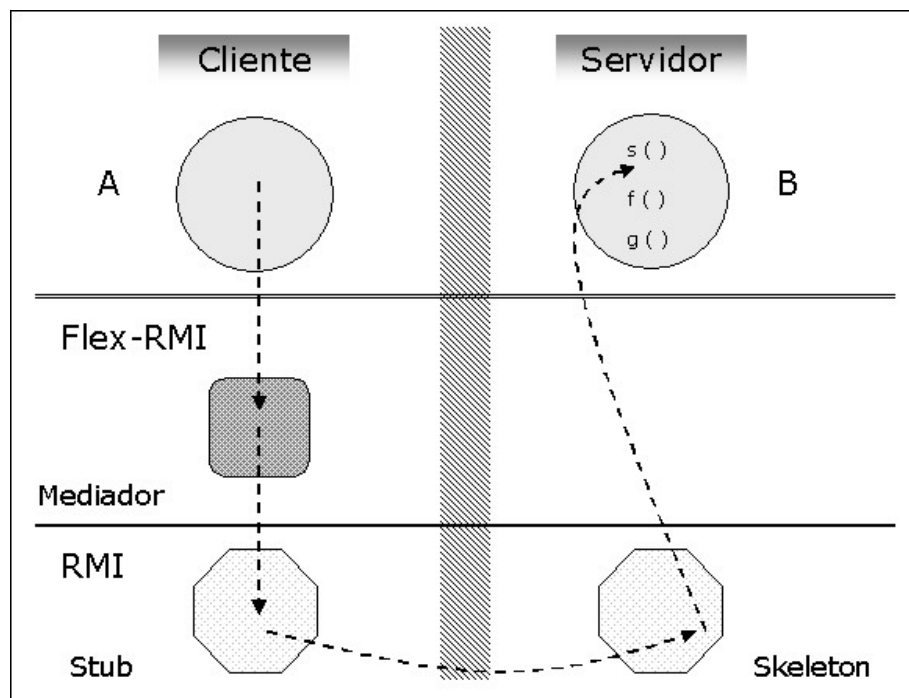 Cliente
Servidor
A
s ( )
f ( )
g ( )
B
Flex-RMI
Mediador
RMI
Stub
Skeleton